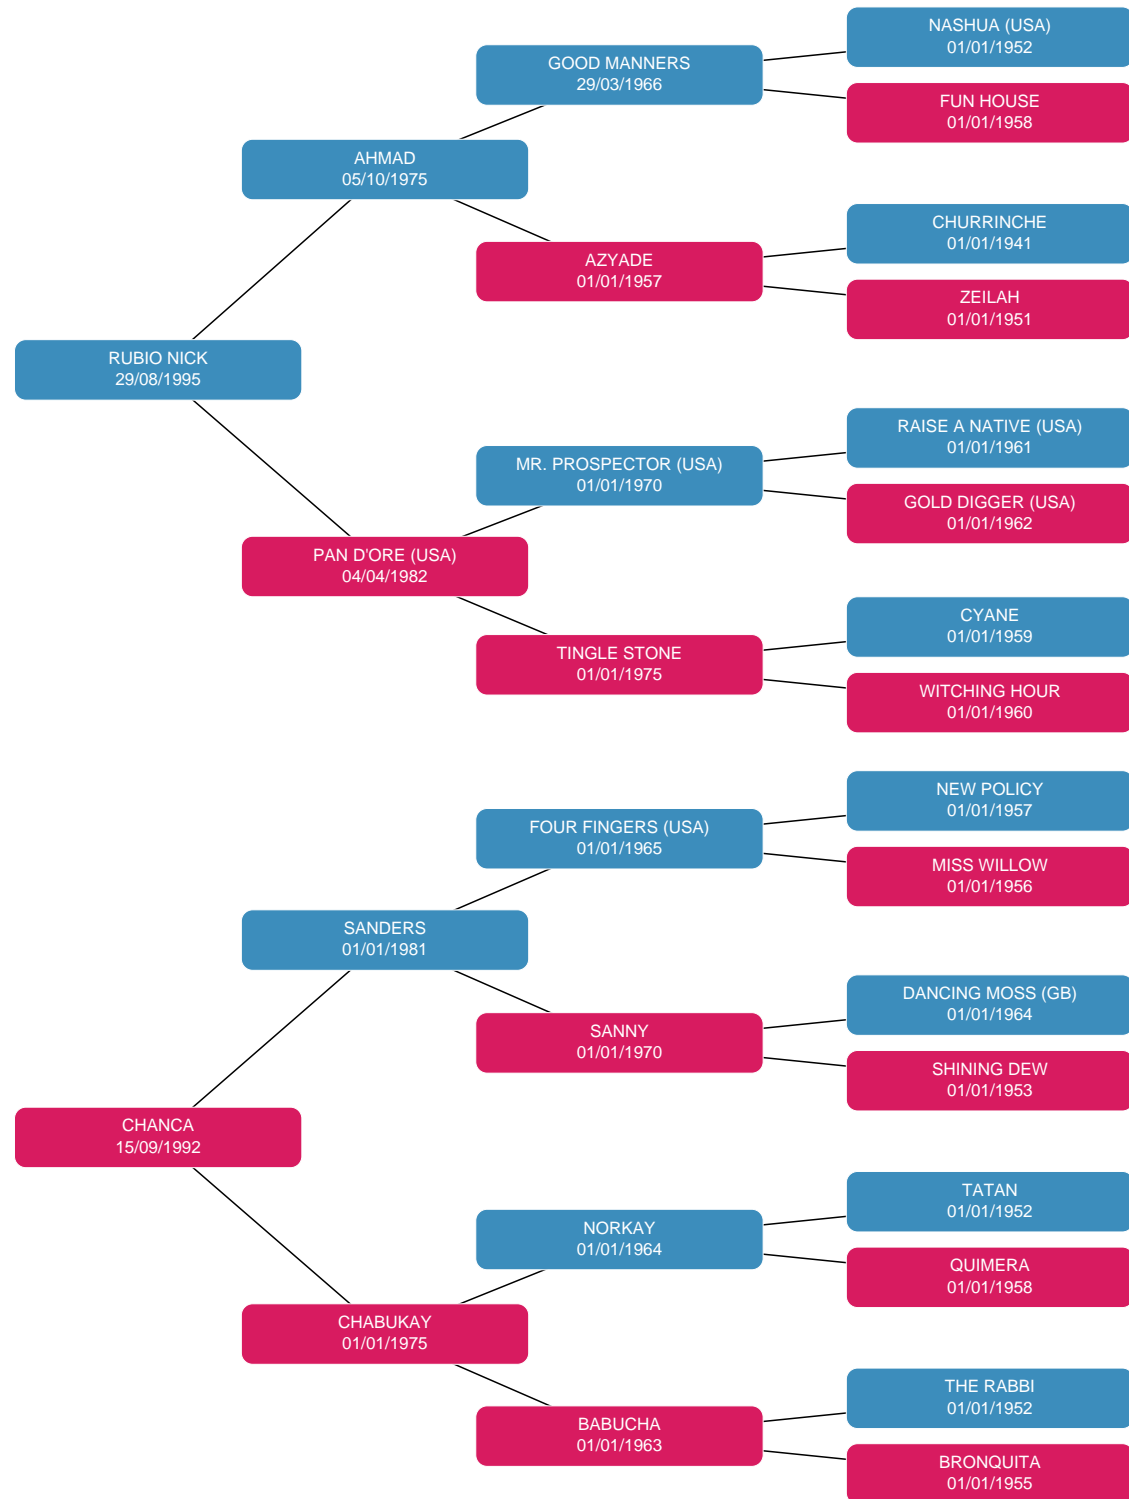 NASHUA (USA)
01/01/1952
GOOD MANNERS
29/03/1966
FUN HOUSE
01/01/1958
AHMAD
05/10/1975
CHURRINCHE
01/01/1941
AZYADE
01/01/1957
ZEILAH
01/01/1951
RUBIO NICK
29/08/1995
RAISE A NATIVE (USA)
01/01/1961
MR. PROSPECTOR (USA)
01/01/1970
GOLD DIGGER (USA)
01/01/1962
PAN D'ORE (USA)
04/04/1982
CYANE
01/01/1959
TINGLE STONE
01/01/1975
WITCHING HOUR
01/01/1960
NEW POLICY
01/01/1957
FOUR FINGERS (USA)
01/01/1965
MISS WILLOW
01/01/1956
SANDERS
01/01/1981
DANCING MOSS (GB)
01/01/1964
SANNY
01/01/1970
SHINING DEW
01/01/1953
CHANCA
15/09/1992
TATAN
01/01/1952
NORKAY
01/01/1964
QUIMERA
01/01/1958
CHABUKAY
01/01/1975
THE RABBI
01/01/1952
BABUCHA
01/01/1963
BRONQUITA
01/01/1955